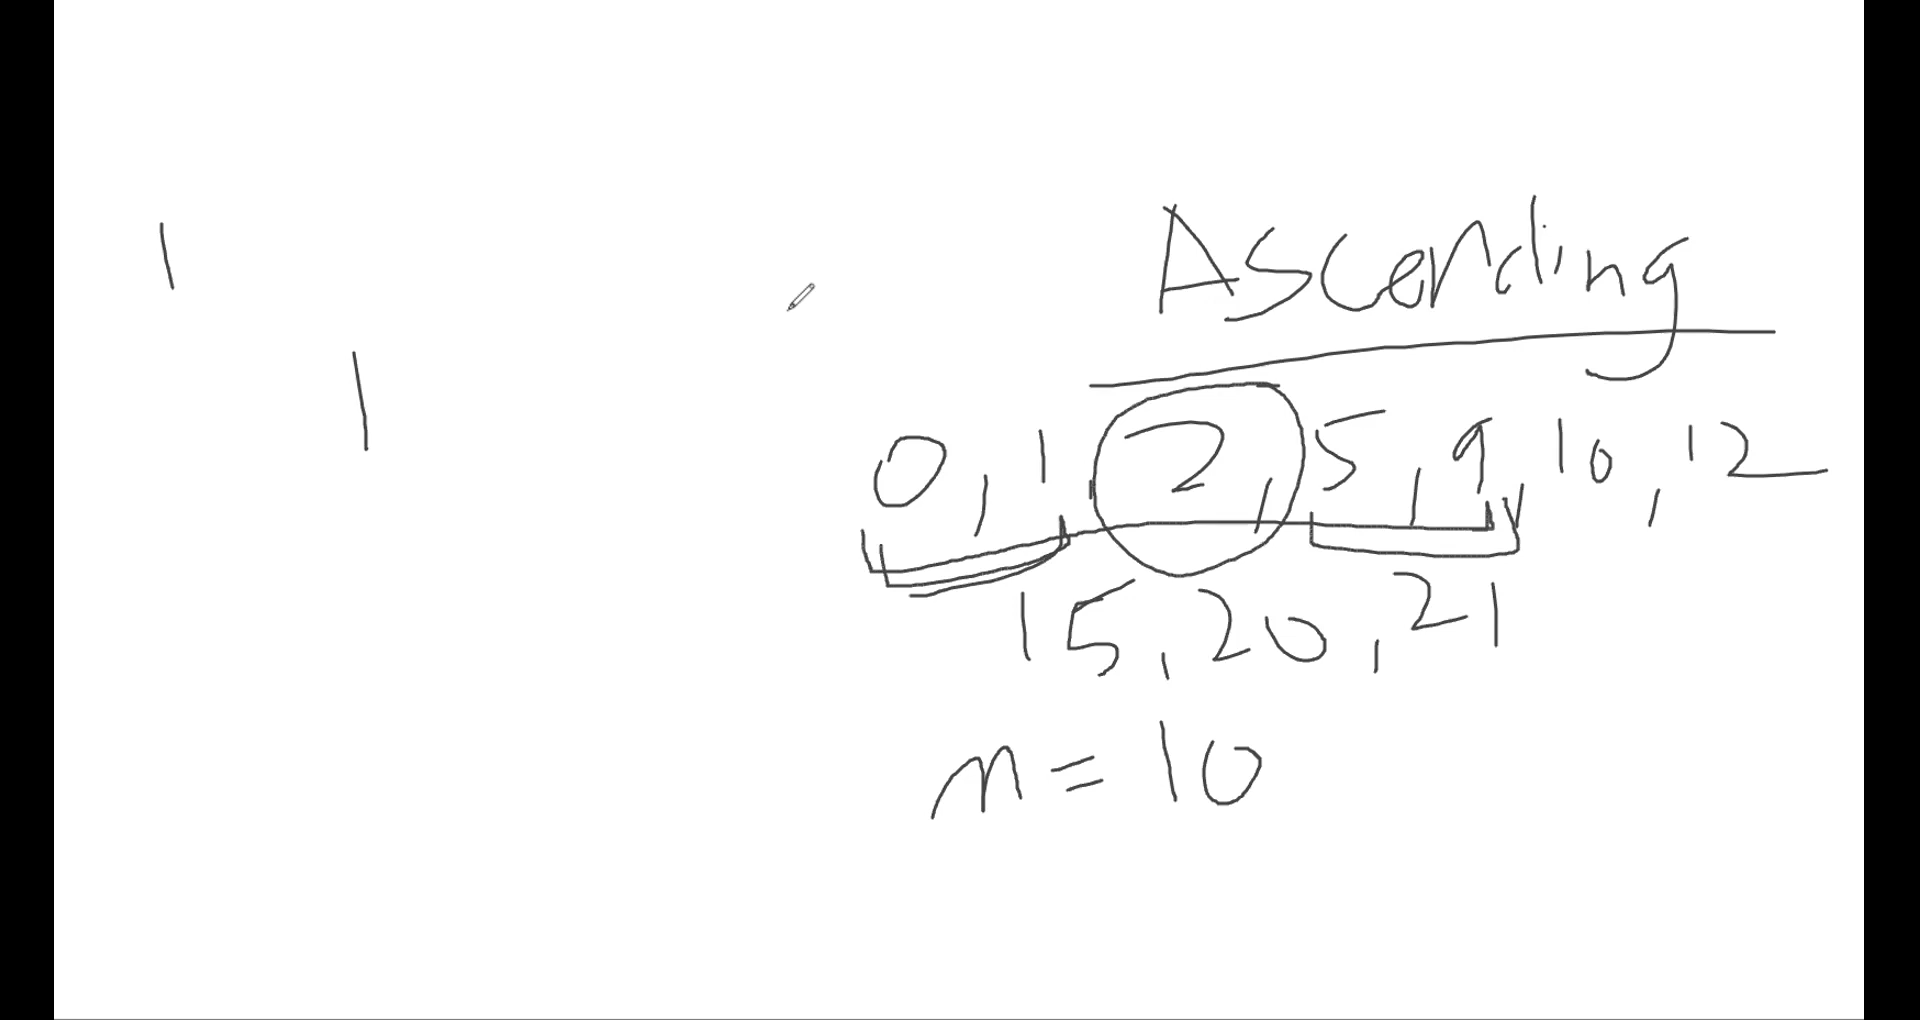 Ascending
0, 1 2, 5, 9, 10, 12
15, 20, 21
n = 10